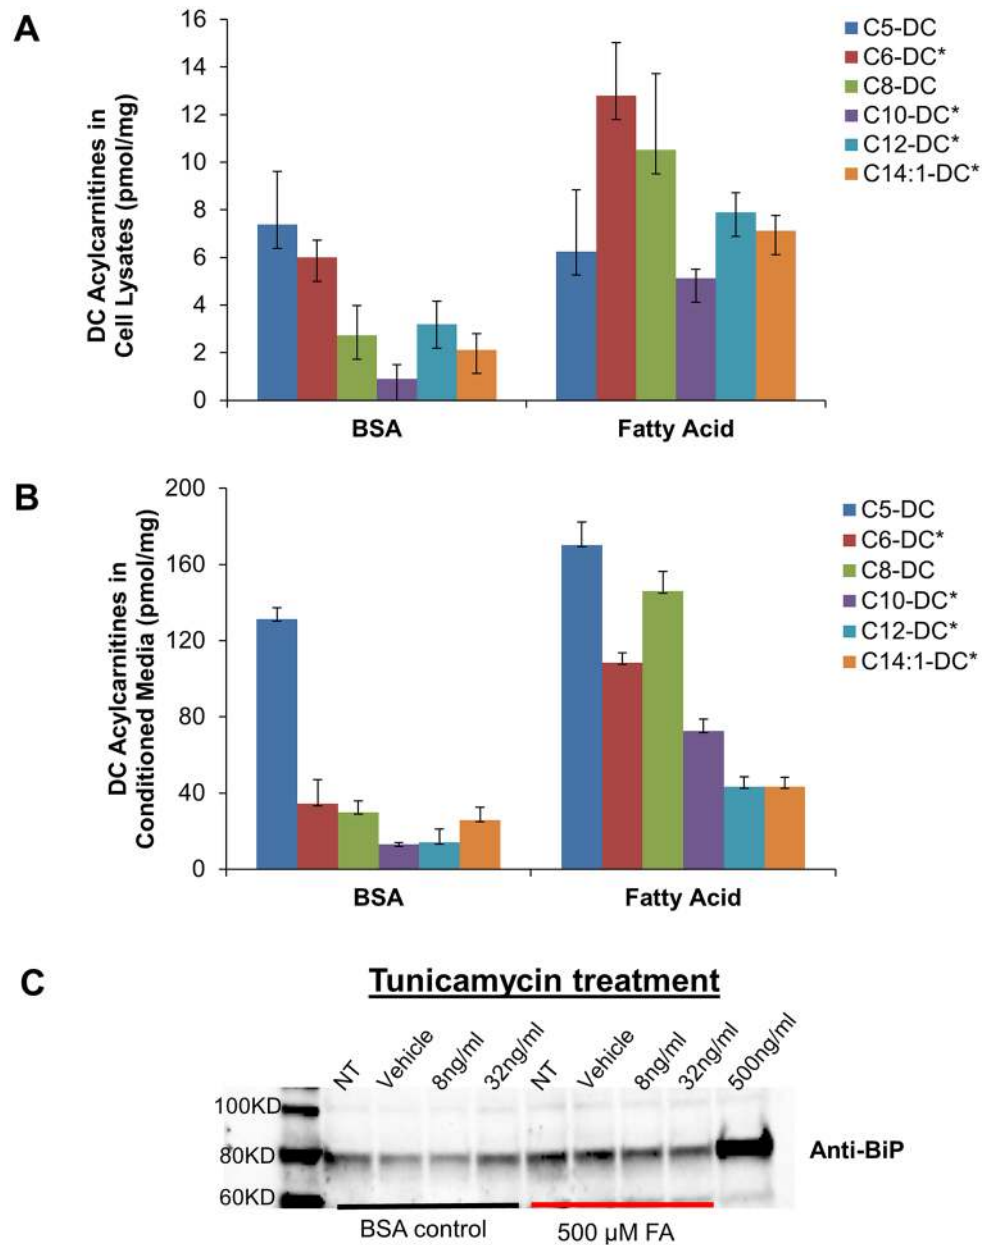 A
DC Acylcarnitines in
Cell Lysates (pmol/mg)
16
14
12
10
8
6
4
2
0
BSA
Fatty Acid
C5-DC
C6-DC*
C8-DC
C10-DC*
C12-DC*
C14:1-DC*
B
DC Acylcarnitines in
Conditioned Media (pmol/mg)
200
160
120
80
40
0
BSA
Fatty Acid
C5-DC
C6-DC*
C8-DC
C10-DC*
C12-DC*
C14:1-DC*
C
Tunicamycin treatment
NT
Vehicle
8ng/ml
32ng/ml
NT
Vehicle
8ng/ml
32ng/ml
500ng/ml
100KD
80KD
60KD
Anti-BiP
BSA control
500 µM FA